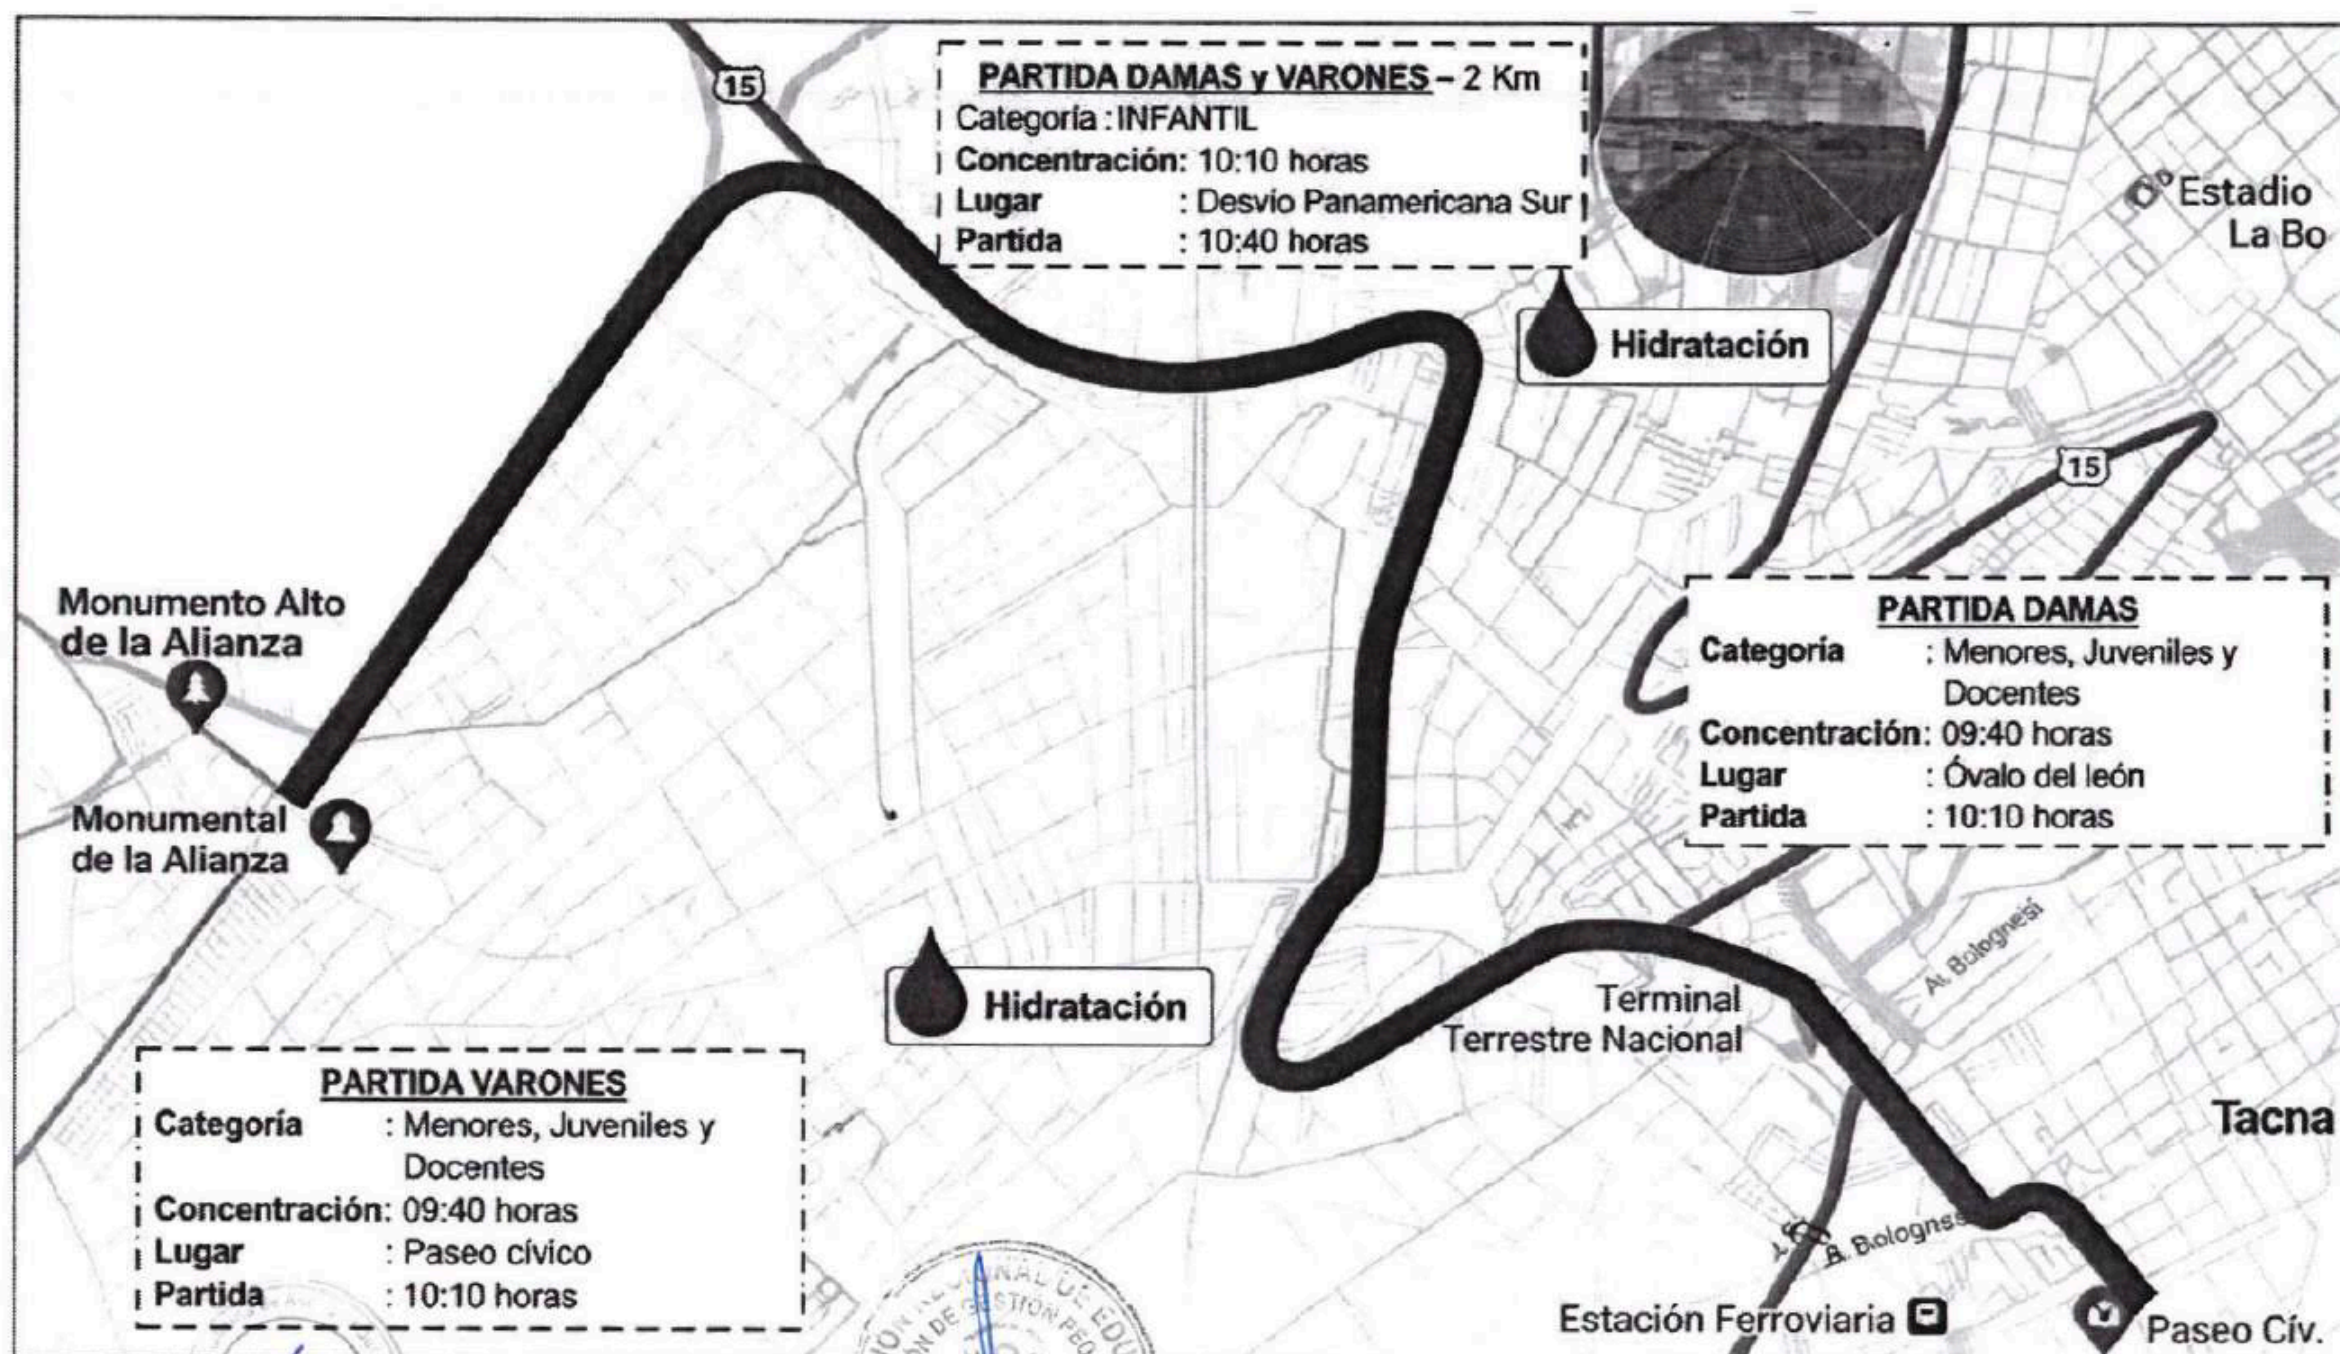 15
PARTIDA DAMAS y VARONES – 2 Km
Categoría : INFANTIL
Concentración: 10:10 horas
Lugar : Desvío Panamericana Sur
Partida : 10:40 horas
Estadio
La Bo
Hidratación
15
Monumento Alto
de la Alianza
PARTIDA DAMAS
Categoría : Menores, Juveniles y
Docentes
Concentración: 09:40 horas
Lugar : Óvalo del león
Partida : 10:10 horas
Monumental
de la Alianza
Av. Bolognesi
Hidratación
Terminal
Terrestre Nacional
PARTIDA VARONES
Categoría : Menores, Juveniles y
Docentes
Concentración: 09:40 horas
Lugar : Paseo cívico
Partida : 10:10 horas
Tacna
Estación Ferroviaria
Paseo Cív.